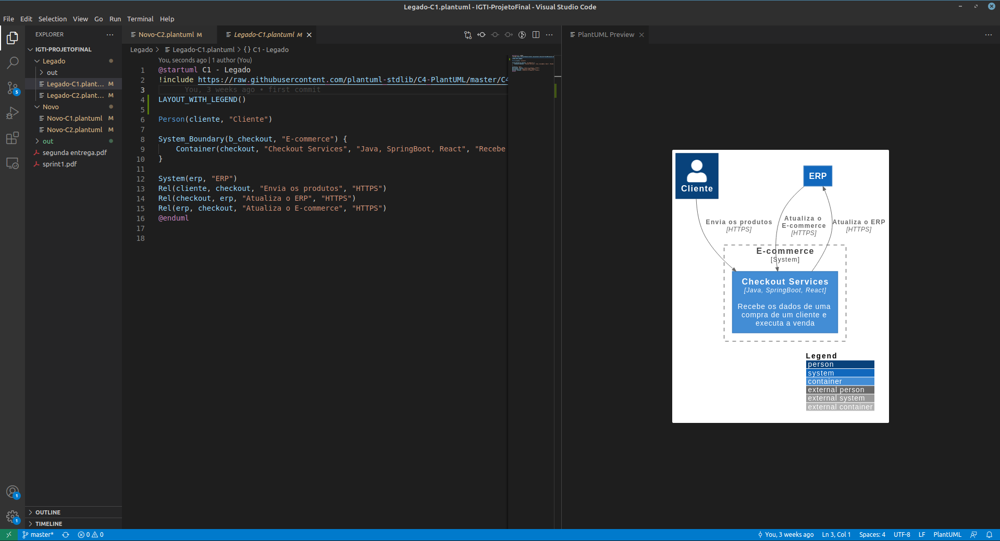 Legado-C1.plantuml - IGTI-ProjetoFinal - Visual Studio Code
File Edit Selection View Go Run Terminal Help
EXPLORER
IGTI-PROJETOFINAL
Legado
out
Legado-C1.plant... M
Legado-C2.plant... M
Novo
Novo-C1.plantuml M
Novo-C2.plantuml M
out
segunda entrega.pdf
sprint1.pdf
OUTLINE
TIMELINE
5
1
1
Novo-C2.plantuml M
Legado-C1.plantuml M
Legado > Legado-C1.plantuml > {} C1 - Legado
You, seconds ago | 1 author (You)
1 @startuml C1 - Legado
2 !include https://raw.githubusercontent.com/plantuml-stdlib/C4-PlantUML/master/C4
3 You, 3 weeks ago • first commit
4 LAYOUT_WITH_LEGEND()
5
6 Person(cliente, "Cliente")
7
8 System_Boundary(b_checkout, "E-commerce") {
9 Container(checkout, "Checkout Services", "Java, SpringBoot, React", "Recebe
10 }
11
12 System(erp, "ERP")
13 Rel(cliente, checkout, "Envia os produtos", "HTTPS")
14 Rel(checkout, erp, "Atualiza o ERP", "HTTPS")
15 Rel(erp, checkout, "Atualiza o E-commerce", "HTTPS")
16 @enduml
17
18
PlantUML Preview
Cliente
ERP
Envia os produtos
[HTTPS]
Atualiza o
E-commerce
[HTTPS]
Atualiza o ERP
[HTTPS]
E-commerce
[System]
Checkout Services
[Java, SpringBoot, React]
Recebe os dados de uma
compra de um cliente e
executa a venda
Legend
person
system
container
external person
external system
external container
master* 0 0
You, 3 weeks ago Ln 3, Col 1 Spaces: 4 UTF-8 LF PlantUML